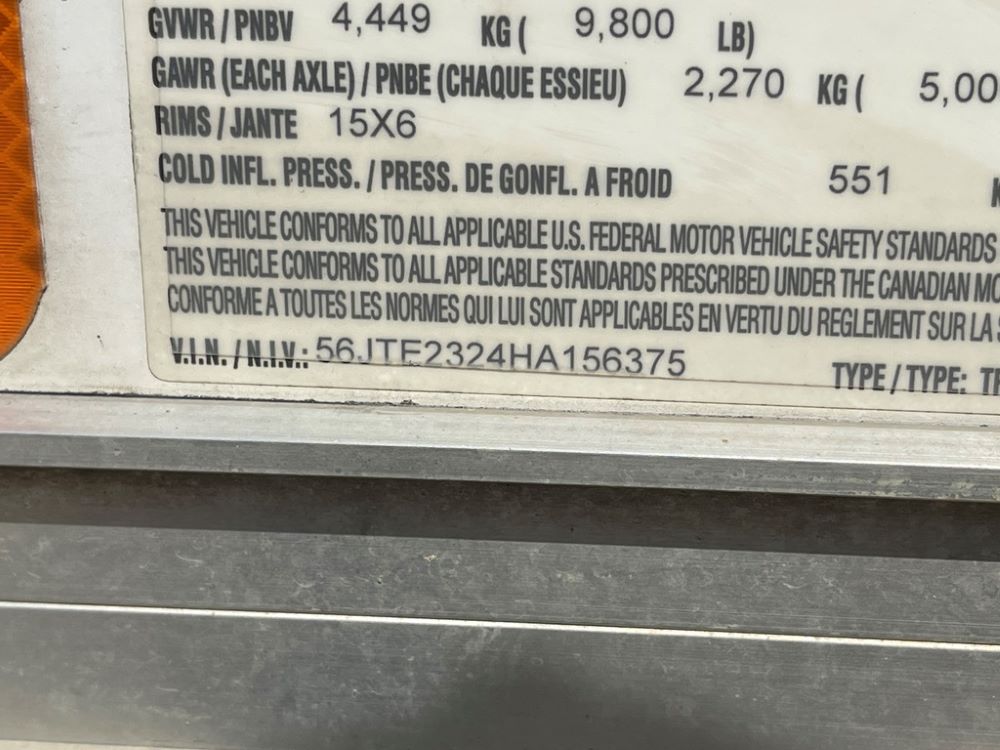 GVWR / PNBV 4,449 KG ( 9,800 LB)
GAWR (EACH AXLE) / PNBE (CHAQUE ESSIEU) 2,270 KG ( 5,00
RIMS / JANTE 15X6
COLD INFL. PRESS. / PRESS. DE GONFL. A FROID 551 K
THIS VEHICLE CONFORMS TO ALL APPLICABLE U.S. FEDERAL MOTOR VEHICLE SAFETY STANDARDS
THIS VEHICLE CONFORMS TO ALL APPLICABLE STANDARDS PRESCRIBED UNDER THE CANADIAN MO
CONFORME A TOUTES LES NORMES QUI LUI SONT APPLICABLES EN VERTU DU REGLEMENT SUR LA S
V.I.N. / N.I.V.: 56JTE2324HA156375 TYPE / TYPE: TR